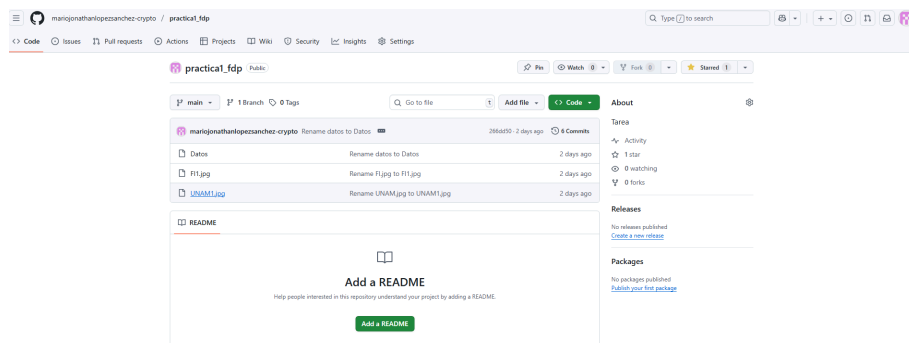 mariojonathanlopezsanchez-crypto / practica1_fdp
Type / to search
Code Issues Pull requests Actions Projects Wiki Security Insights Settings
practica1_fdp Public
Pin Watch 0 Fork 0 Starred 1
main 1 Branch 0 Tags Go to file t Add file Code
mariojonathanlopezsanchez-crypto Rename datos to Datos 266dd50 · 2 days ago 6 Commits
Datos Rename datos to Datos 2 days ago
FI1.jpg Rename FI.jpg to FI1.jpg 2 days ago
UNAM1.jpg Rename UNAM.jpg to UNAM1.jpg 2 days ago
README
Add a README
Help people interested in this repository understand your project by adding a README.
Add a README
About
Tarea
Activity
1 star
0 watching
0 forks
Releases
No releases published
Create a new release
Packages
No packages published
Publish your first package